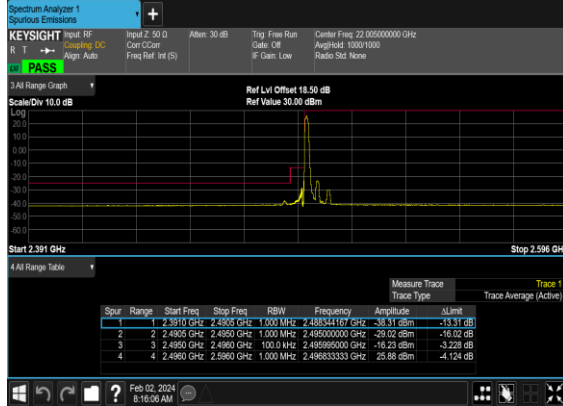 Spectrum Analyzer 1
Spurious Emissions
KEYSIGHT Input: RF Input Z: 50 Ω Atten: 30 dB Trig: Free Run Center Freq: 22.005000000 GHz
R T Coupling: DC Corr CCorr Gate: Off Avg|Hold: 1000/1000
Align: Auto Freq Ref: Int (S) IF Gain: Low Radio Std: None
PASS
3 All Range Graph
Ref Lvl Offset 18.50 dB
Scale/Div 10.0 dB Ref Value 30.00 dBm
Log
20.0
10.0
0.00
-10.0
-20.0
-30.0
-40.0
-50.0
-60.0
Start 2.391 GHz Stop 2.596 GH
4 All Range Table
Measure Trace Trace 1
Trace Type Trace Average (Active)
Spur Range Start Freq Stop Freq RBW Frequency Amplitude ΔLimit
1 1 2.3910 GHz 2.4905 GHz 1.000 MHz 2.488344167 GHz -38.31 dBm -13.31 dB
2 2 2.4905 GHz 2.4950 GHz 1.000 MHz 2.495000000 GHz -29.02 dBm -16.02 dB
3 3 2.4950 GHz 2.4960 GHz 100.0 kHz 2.495995000 GHz -16.23 dBm -3.228 dB
4 4 2.4960 GHz 2.5960 GHz 1.000 MHz 2.496833333 GHz 25.88 dBm -4.124 dB
?
Feb 02, 2024
8:16:06 AM